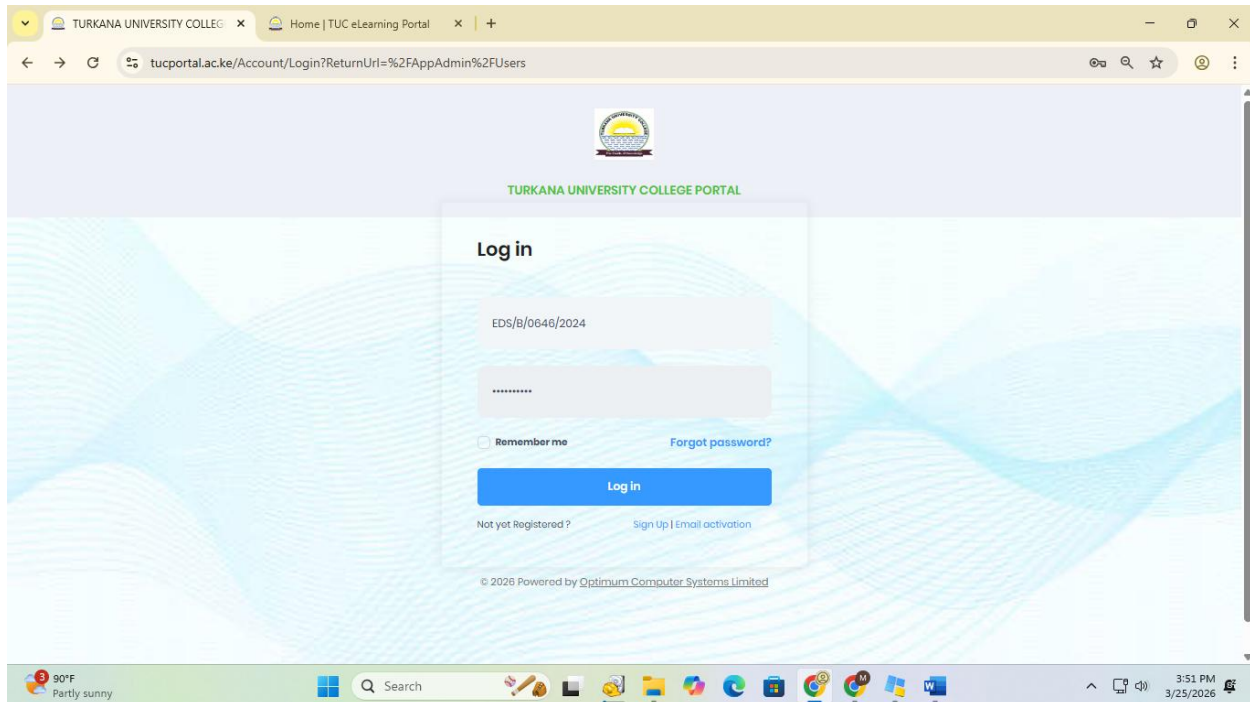 TURKANA UNIVERSITY COLLEG
Home | TUC eLearning Portal
tucportal.ac.ke/Account/Login?ReturnUrl=%2FAppAdmin%2FUsers
TURKANA UNIVERSITY COLLEGE PORTAL
Log in
EDS/B/0646/2024
••••••••••
Remember me Forgot password?
Log in
Not yet Registered ? Sign Up | Email activation
© 2026 Powered by Optimum Computer Systems Limited
3
90°F
Partly sunny
Search
M
W
3:51 PM
3/25/2026